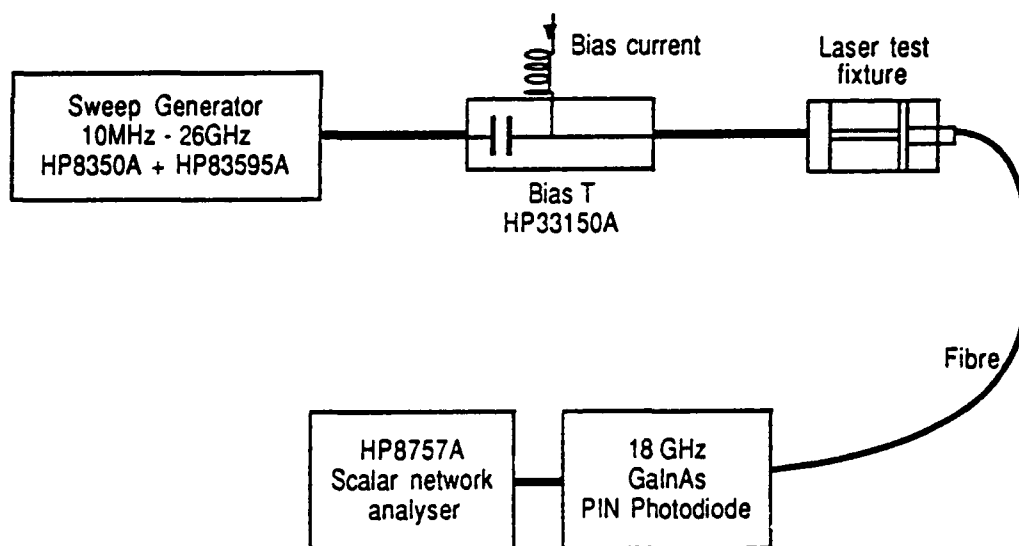 Sweep Generator
10MHz - 26GHz
HP8350A + HP83595A
Bias current
Bias T
HP33150A
Laser test
fixture
Fibre
HP8757A
Scalar network
analyser
18 GHz
GaInAs
PIN Photodiode